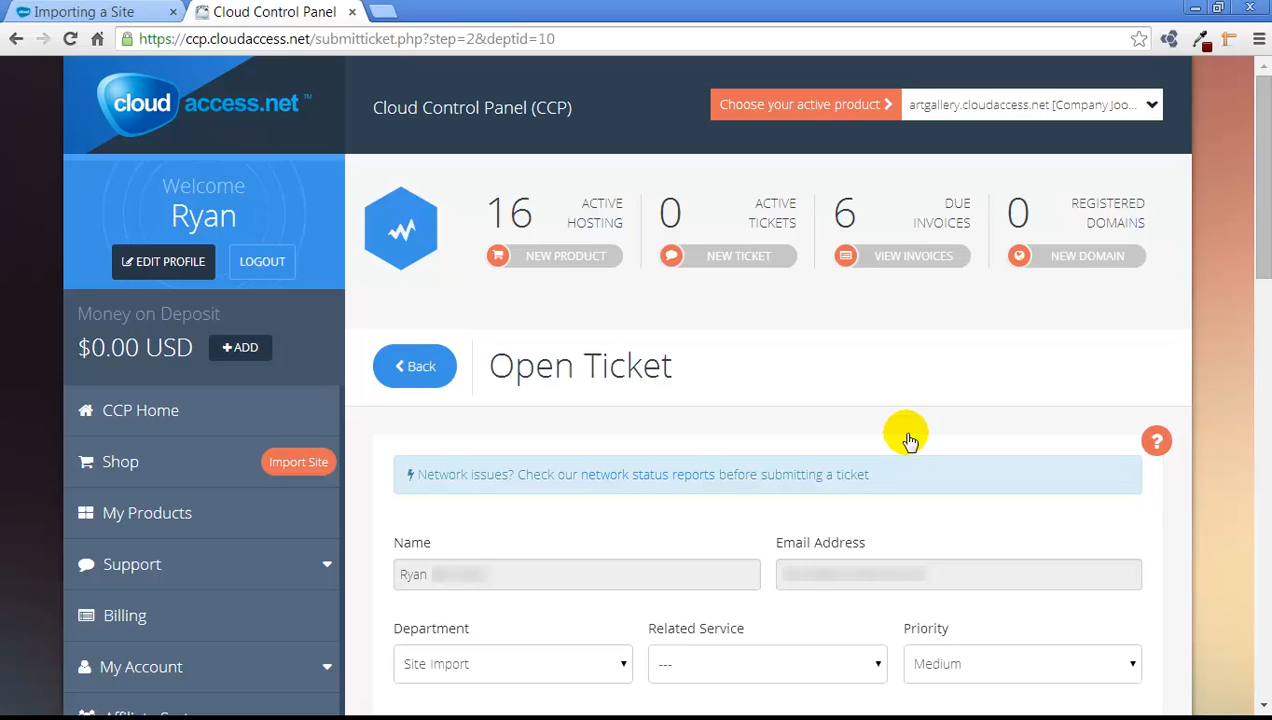 Importing a Site
Cloud Control Panel
https://ccp.cloudaccess.net/submitticket.php?step=2&deptid=10
cloud access.net ™
Cloud Control Panel (CCP)
Choose your active product
artgallery.cloudaccess.net [Company Joo...
Welcome
Ryan
EDIT PROFILE
LOGOUT
16
ACTIVE
HOSTING
NEW PRODUCT
0
ACTIVE
TICKETS
NEW TICKET
6
DUE
INVOICES
VIEW INVOICES
0
REGISTERED
DOMAINS
NEW DOMAIN
Money on Deposit
$0.00 USD
+ ADD
CCP Home
Shop
Import Site
My Products
Support
Billing
My Account
Back
Open Ticket
?
Network issues? Check our network status reports before submitting a ticket
Name
Email Address
Ryan
Department
Related Service
Priority
Site Import
---
Medium